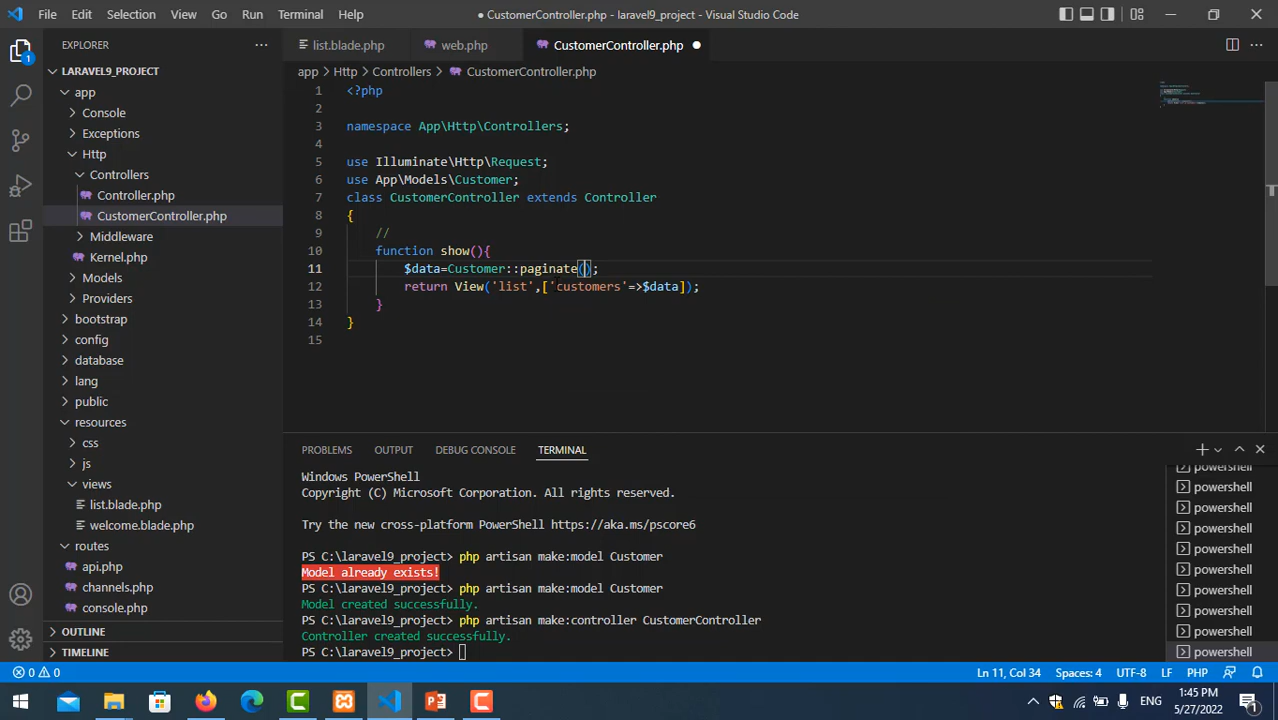 File Edit Selection View Go Run Terminal Help
● CustomerController.php - laravel9_project - Visual Studio Code
EXPLORER
list.blade.php
web.php
CustomerController.php
LARAVEL9_PROJECT
app > Http > Controllers > CustomerController.php
app
Console
Exceptions
Http
Controllers
Controller.php
CustomerController.php
Middleware
Kernel.php
Models
Providers
bootstrap
config
database
lang
public
resources
css
js
views
list.blade.php
welcome.blade.php
routes
api.php
channels.php
console.php
OUTLINE
TIMELINE
1
1 <?php
2
3 namespace App\Http\Controllers;
4
5 use Illuminate\Http\Request;
6 use App\Models\Customer;
7 class CustomerController extends Controller
8 {
9 //
10 function show(){
11 $data=Customer::paginate();
12 return View('list',['customers'=>$data]);
13 }
14 }
15
PROBLEMS OUTPUT DEBUG CONSOLE TERMINAL
Windows PowerShell
Copyright (C) Microsoft Corporation. All rights reserved.
Try the new cross-platform PowerShell https://aka.ms/pscore6
PS C:\laravel9_project> php artisan make:model Customer
Model already exists!
PS C:\laravel9_project> php artisan make:model Customer
Model created successfully.
PS C:\laravel9_project> php artisan make:controller CustomerController
Controller created successfully.
PS C:\laravel9_project>
powershell
powershell
powershell
powershell
powershell
powershell
powershell
powershell
powershell
powershell
0 0
Ln 11, Col 34 Spaces: 4 UTF-8 LF PHP
ENG
1:45 PM
5/27/2022
1